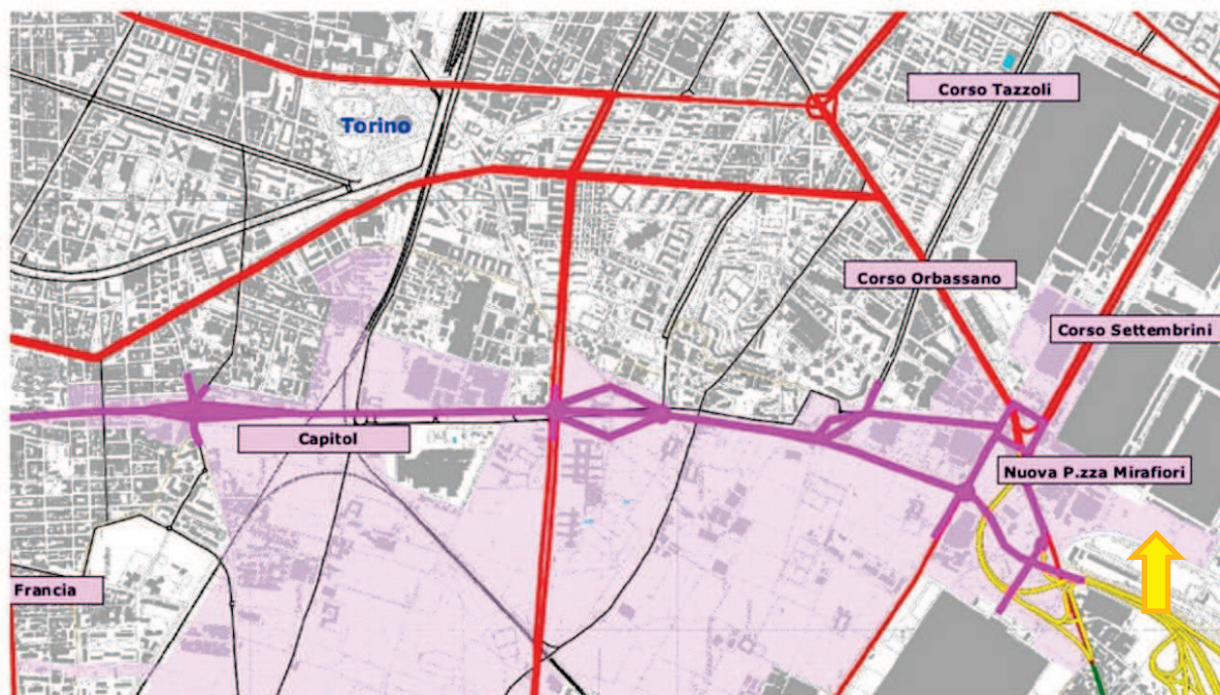 Corso Tazzoli
Torino
Corso Orbassano
Corso Settembrini
Capitol
Nuova P.zza Mirafiori
Francia